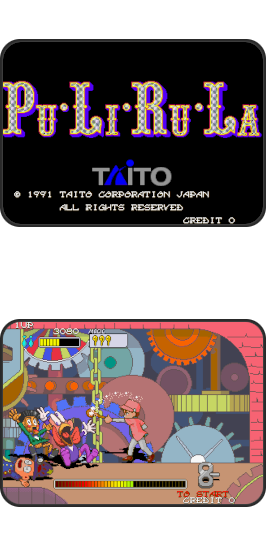 PU·LI·RU·LA
TAITO
© 1991 TAITO CORPORATION JAPAN
ALL RIGHTS RESERVED
CREDIT 0
1UP
3080
8
TO START
CREDIT 0